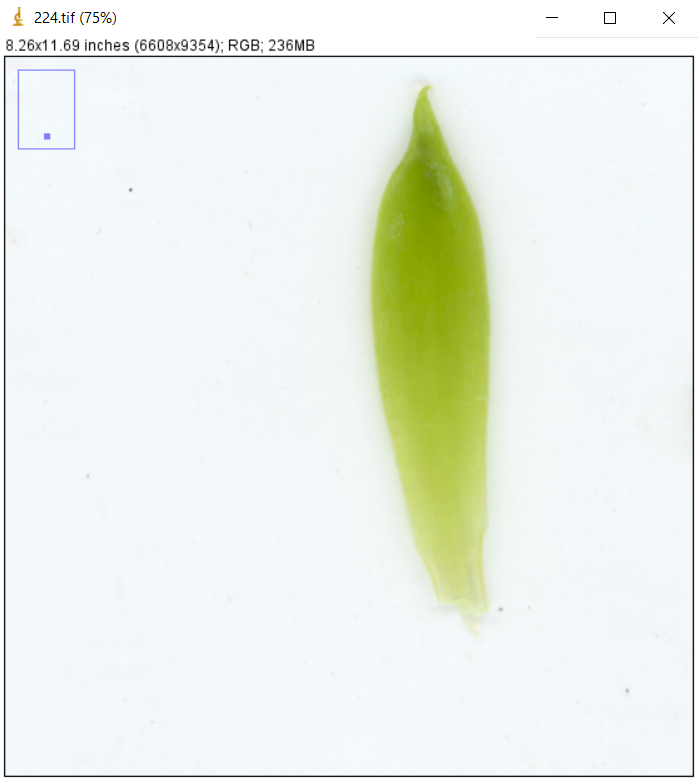 224.tif (75%)
8.26x11.69 inches (6608x9354); RGB; 236MB